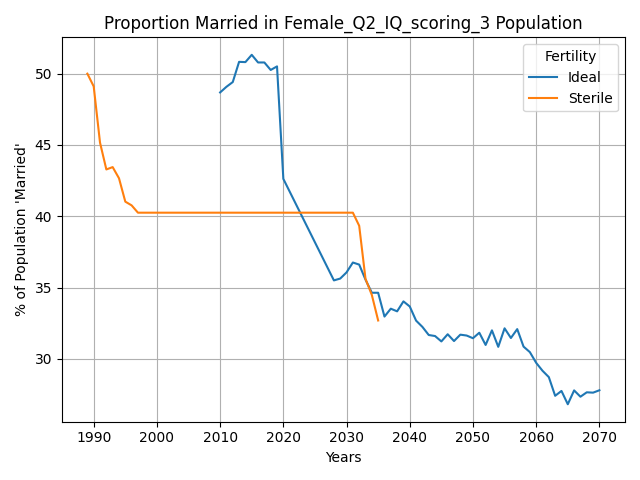 Proportion Married in Female_Q2_IQ_scoring_3 Population
% of Population 'Married'
50
45
40
35
30
Fertility
Ideal
Sterile
1990 2000 2010 2020 2030 2040 2050 2060 2070
Years